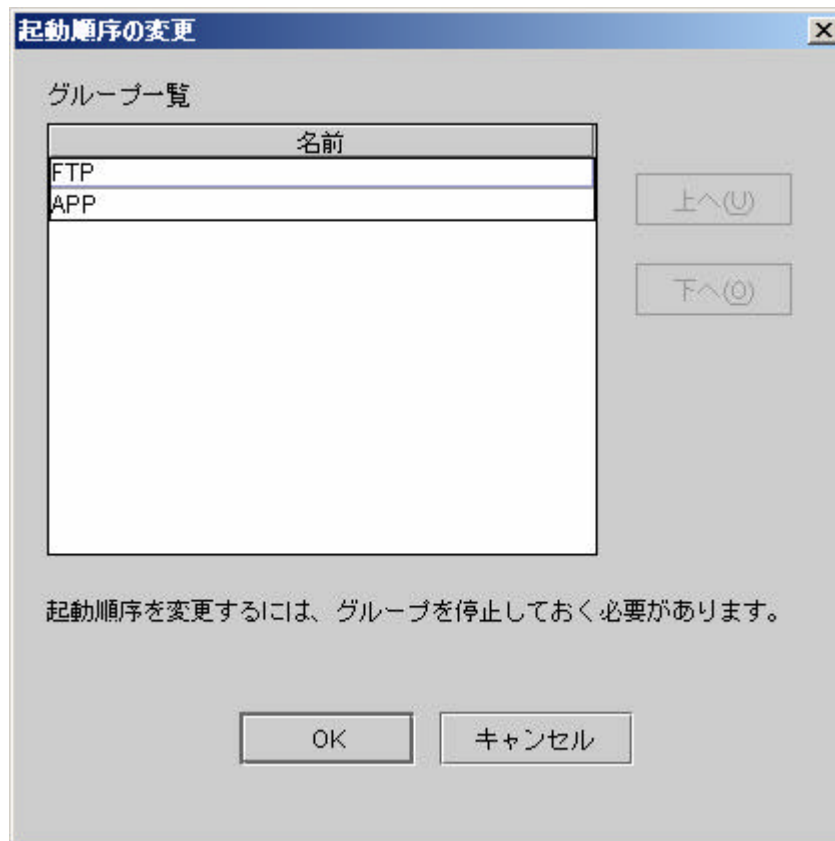 起動順序の変更
グループ一覧
名前
FTP
APP
上へ(U)
下へ(O)
起動順序を変更するには、グループを停止しておく必要があります。
OK
キャンセル